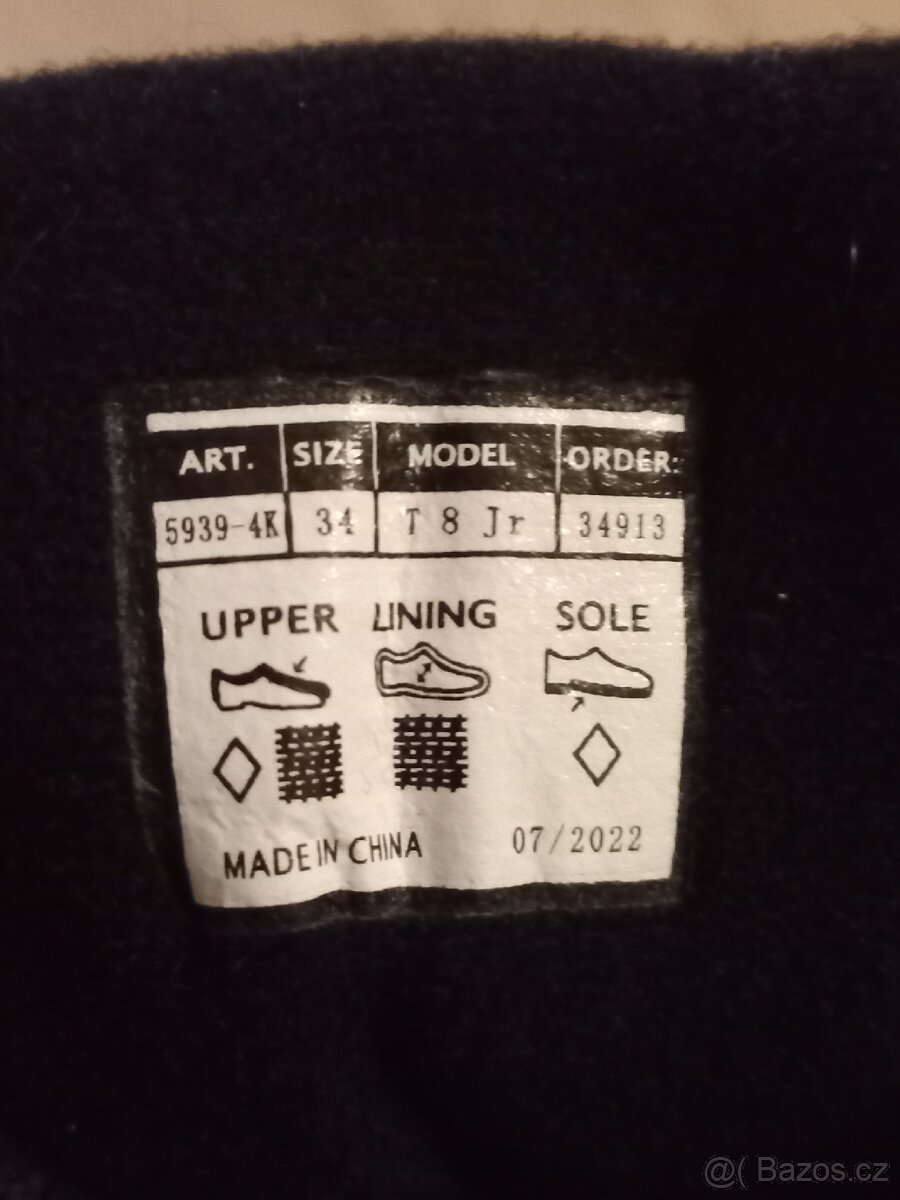 ART. SIZE MODEL ORDER:
5939-4K 34 T 8 Jr 34913
UPPER LINING SOLE
MADE IN CHINA 07/2022
@( Bazos.cz